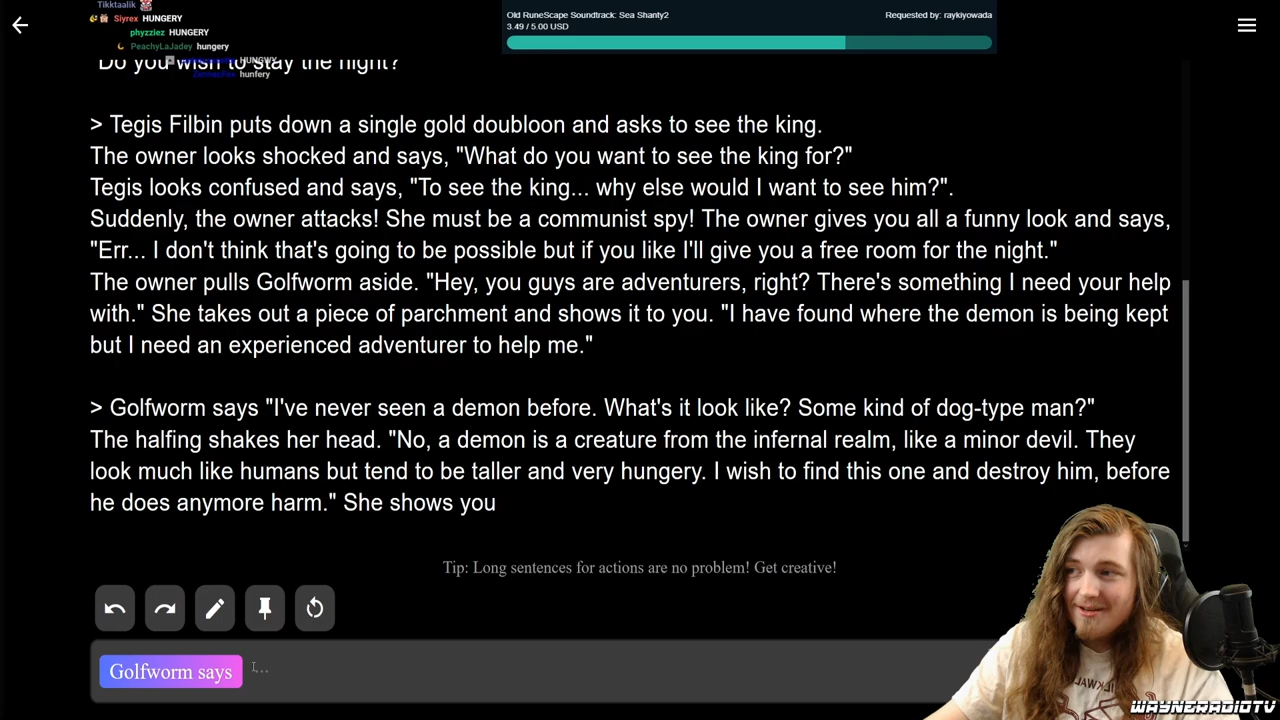 Tikktaalik
Siyrex HUNGERY
phyzziez HUNGERY
PeachyLaJadey hungery
HUNGWY
hunfery
Old RuneScape Soundtrack: Sea Shanty2
Requested by: raykiyowada
3.49 / 5.00 USD
Do you wish to stay the night?
> Tegis Filbin puts down a single gold doubloon and asks to see the king.
The owner looks shocked and says, "What do you want to see the king for?"
Tegis looks confused and says, "To see the king... why else would I want to see him?".
Suddenly, the owner attacks! She must be a communist spy! The owner gives you all a funny look and says,
"Err... I don't think that's going to be possible but if you like I'll give you a free room for the night."
The owner pulls Golfworm aside. "Hey, you guys are adventurers, right? There's something I need your help
with." She takes out a piece of parchment and shows it to you. "I have found where the demon is being kept
but I need an experienced adventurer to help me."
> Golfworm says "I've never seen a demon before. What's it look like? Some kind of dog-type man?"
The halfing shakes her head. "No, a demon is a creature from the infernal realm, like a minor devil. They
look much like humans but tend to be taller and very hungery. I wish to find this one and destroy him, before
he does anymore harm." She shows you
Tip: Long sentences for actions are no problem! Get creative!
Golfworm says
WAYNERADIOTV